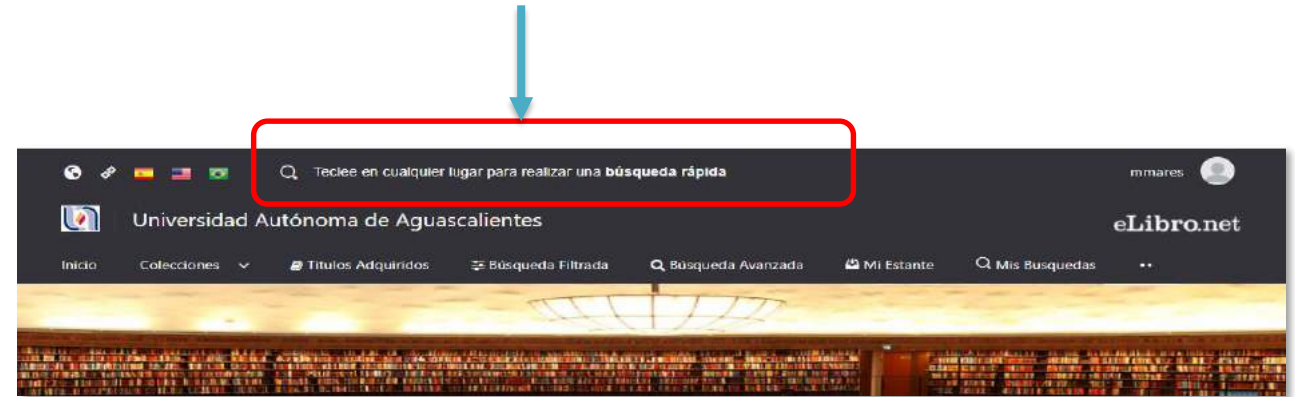 Teclee en cualquier lugar para realizar una búsqueda rápida
mmares
Universidad Autónoma de Aguascalientes
eLibro.net
Inicio Colecciones Títulos Adquiridos Búsqueda Filtrada Búsqueda Avanzada Mi Estante Mis Busquedas